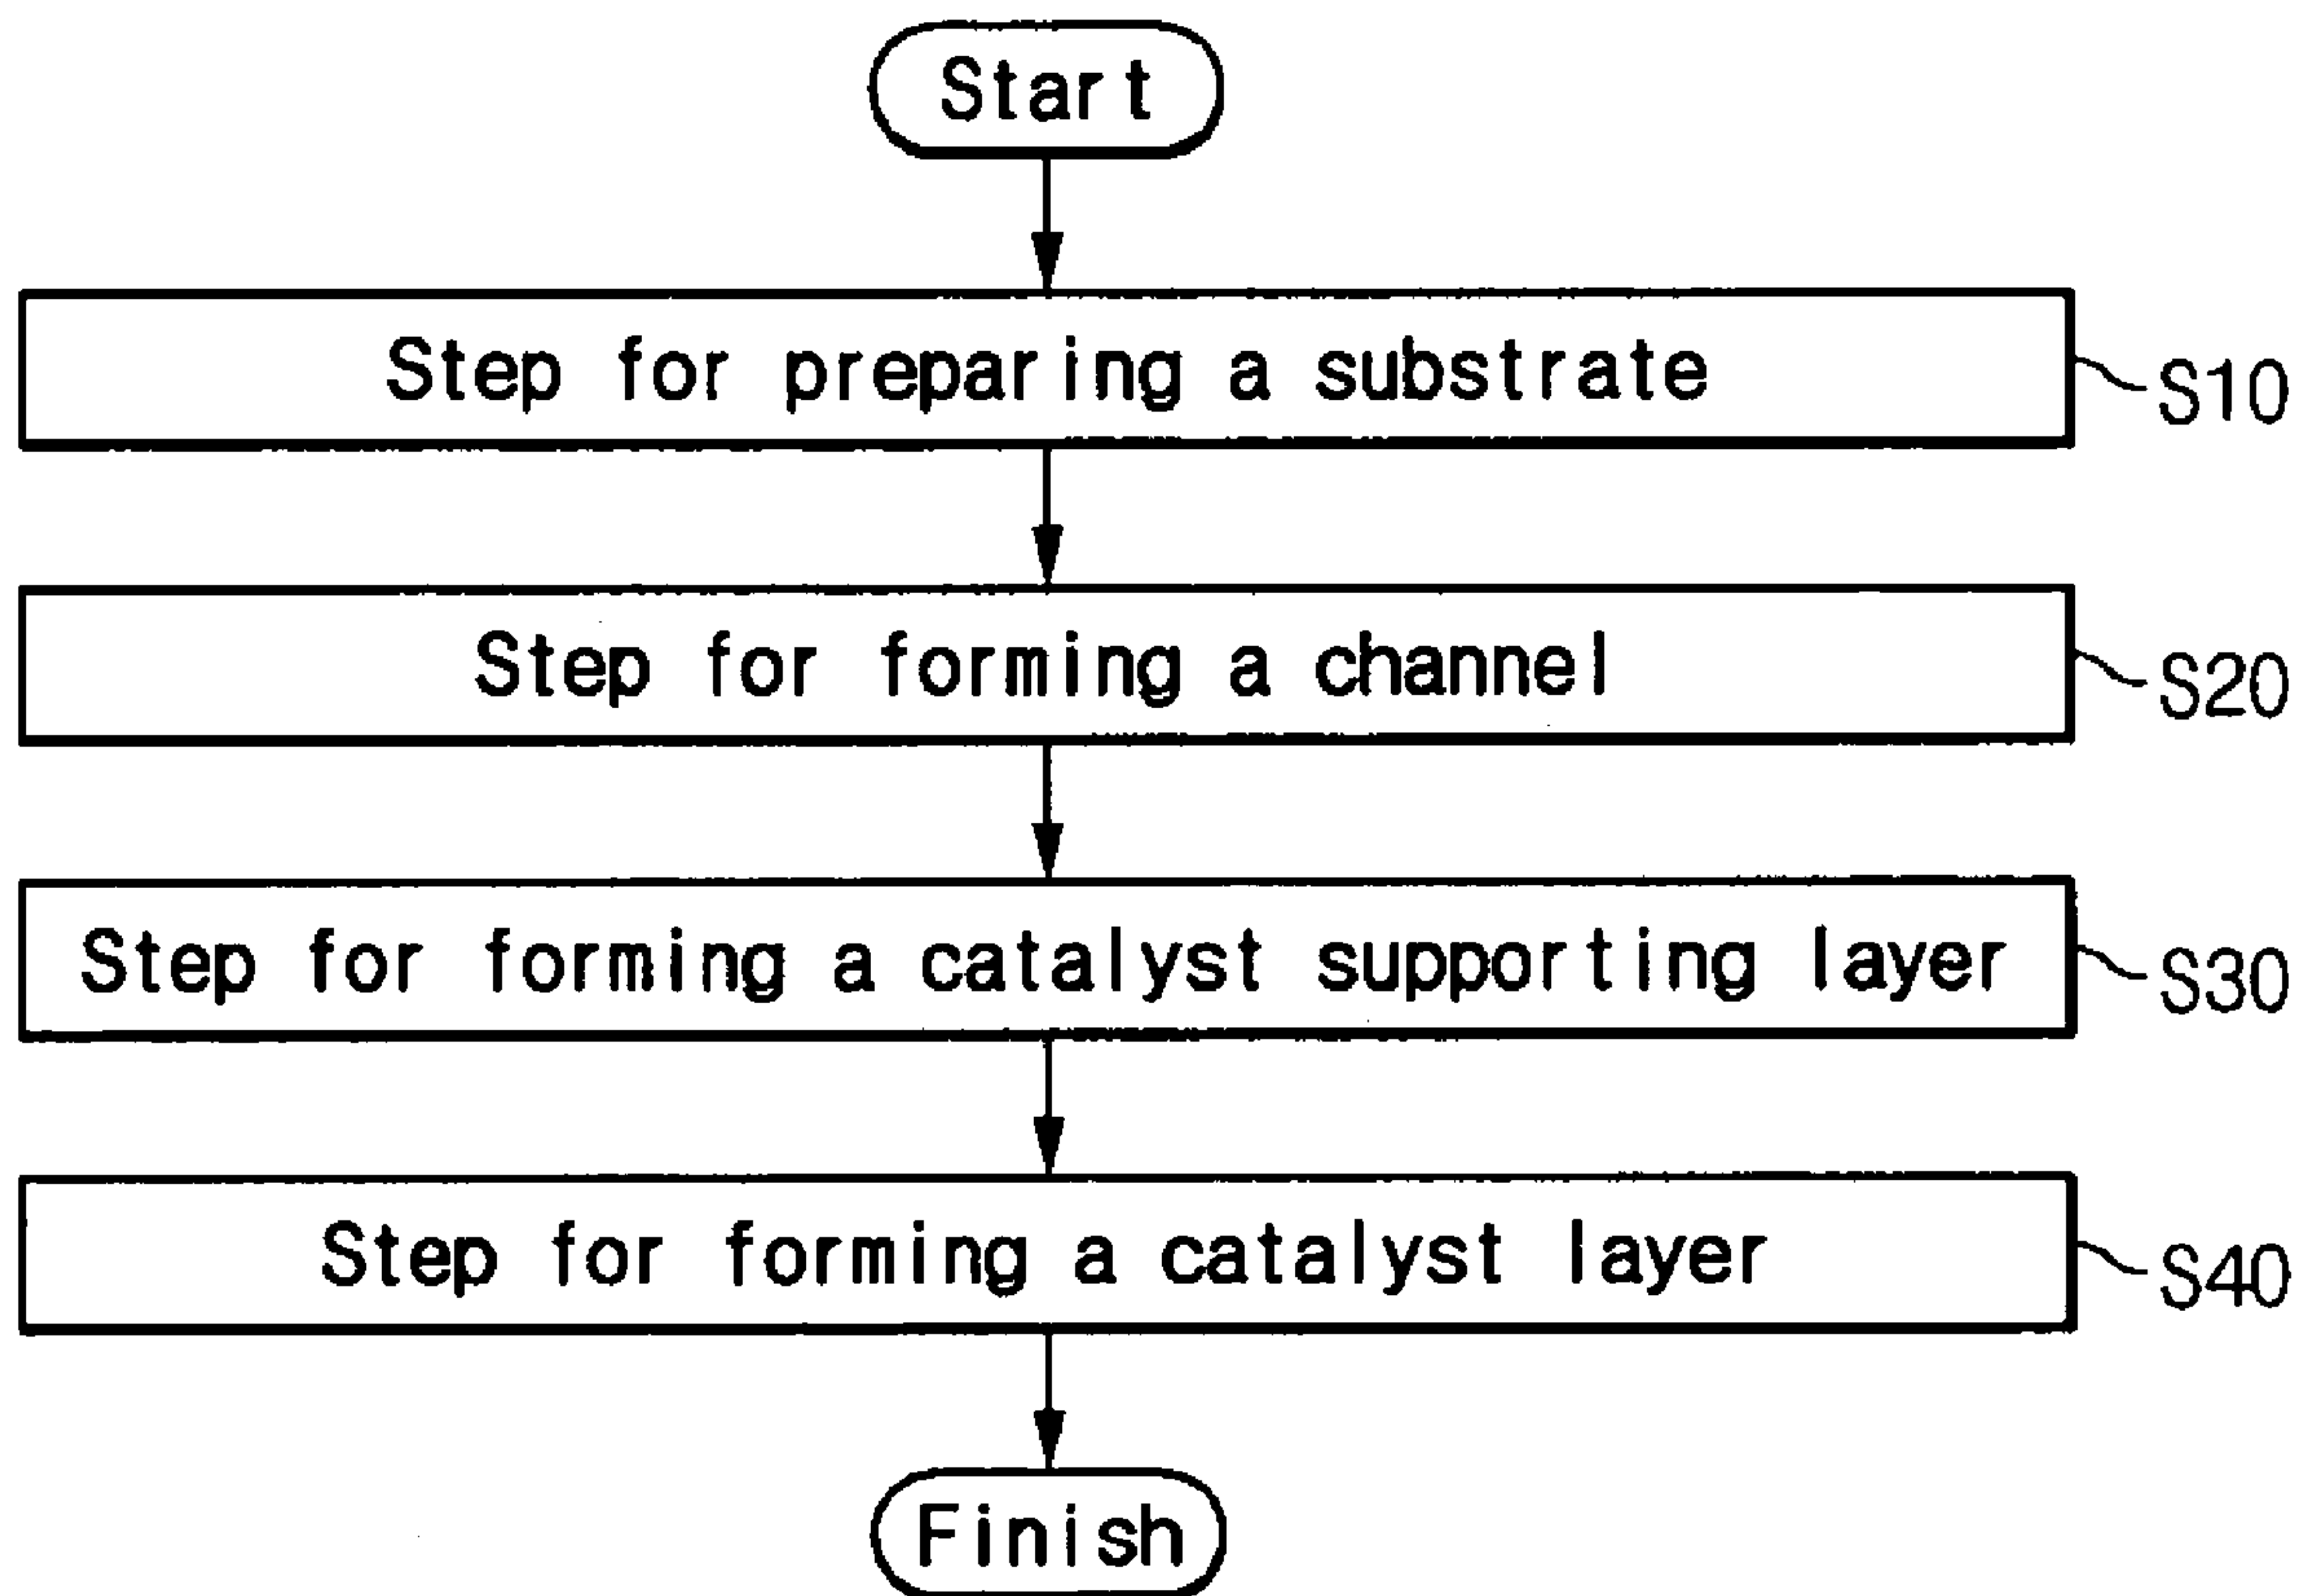 Start
Step for preparing a substrate
S10
Step for forming a channel
S20
Step for forming a catalyst supporting layer
S30
Step for forming a catalyst layer
S40
Finish